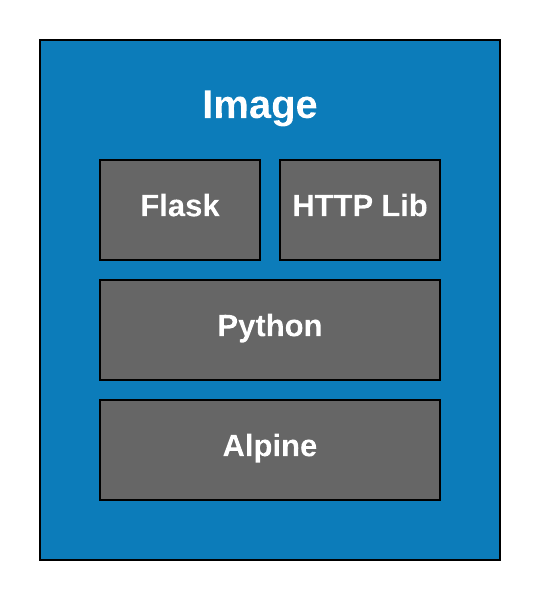 Image
Flask
HTTP Lib
Python
Alpine